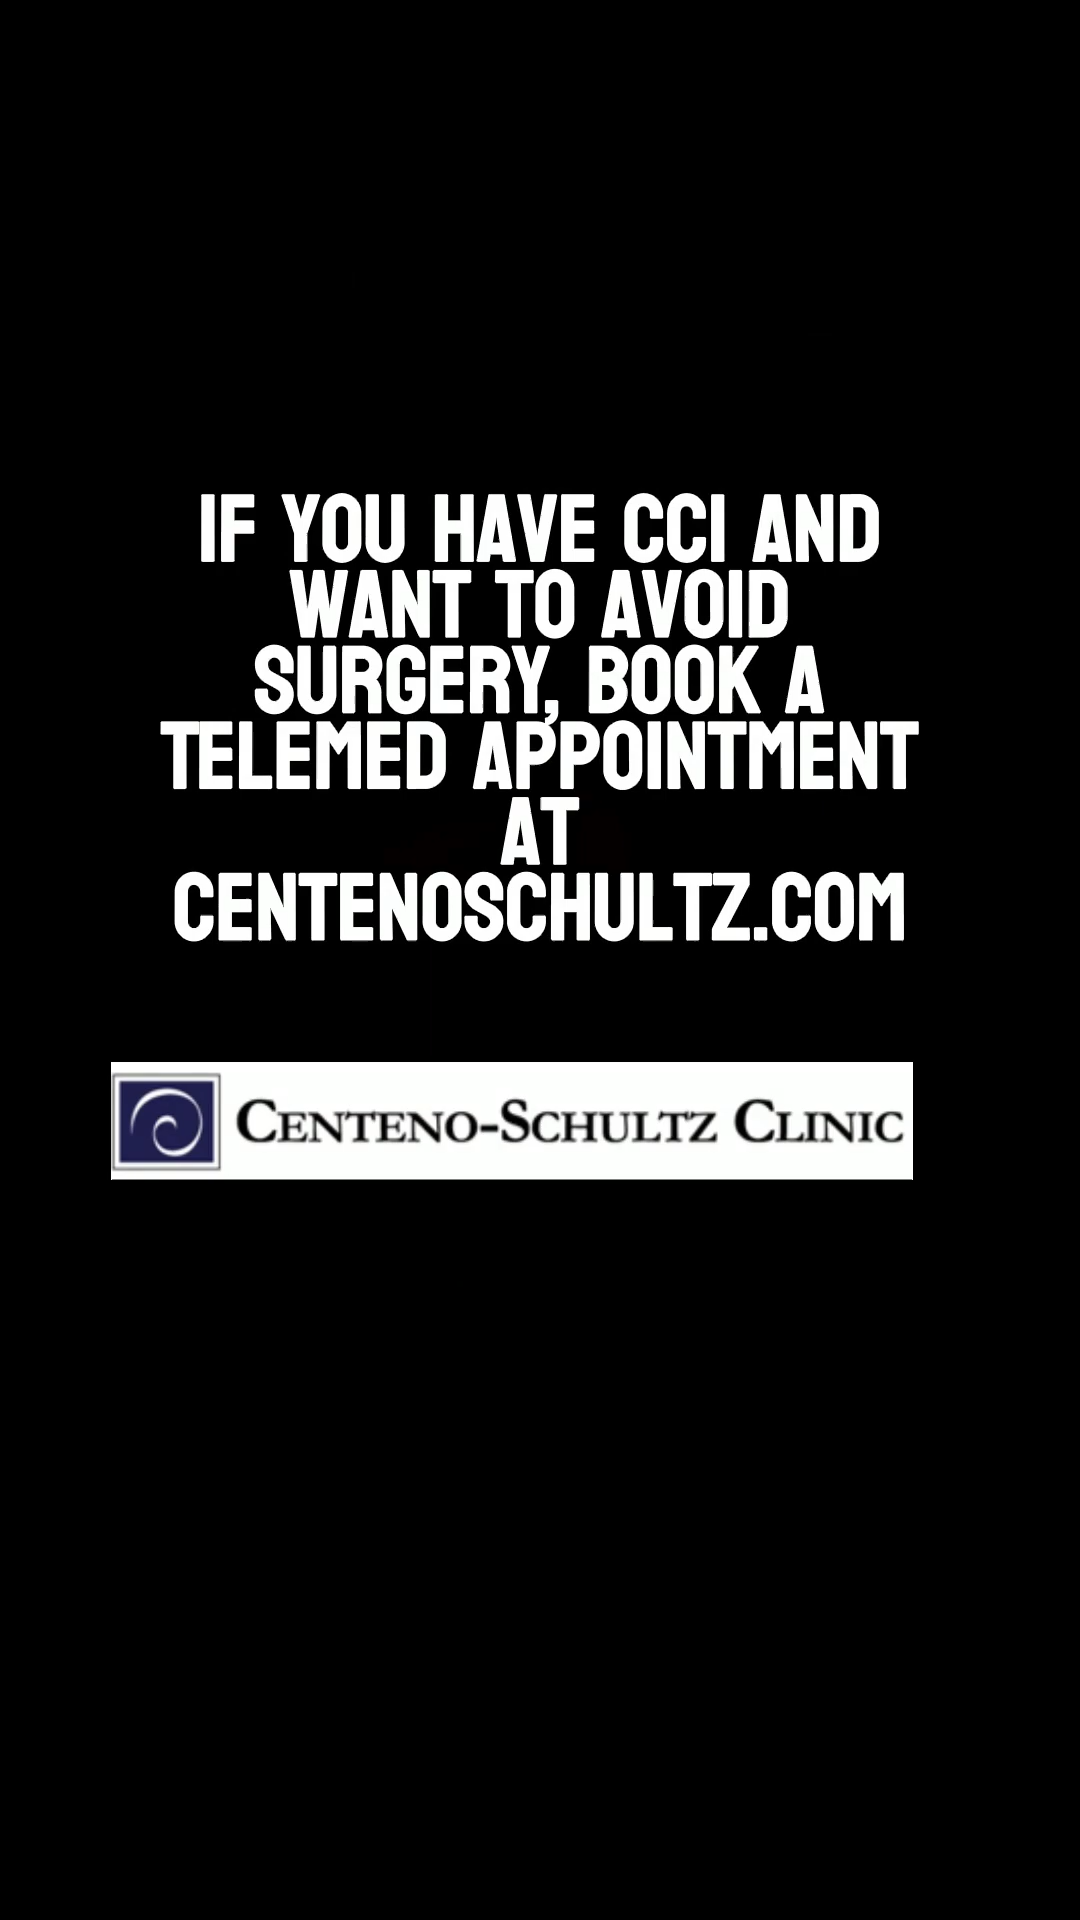 IF YOU HAVE CCI AND
WANT TO AVOID
SURGERY, BOOK A
TELEMED APPOINTMENT
AT
CENTENOSCHULTZ.COM
CENTENO-SCHULTZ CLINIC